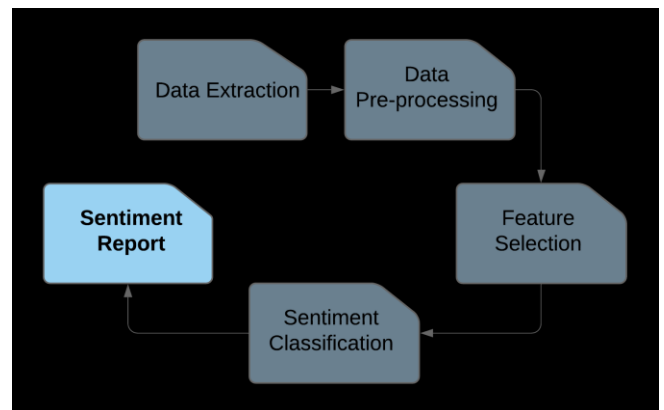 Data Extraction
Data
Pre-processing
Feature
Selection
Sentiment
Classification
Sentiment
Report